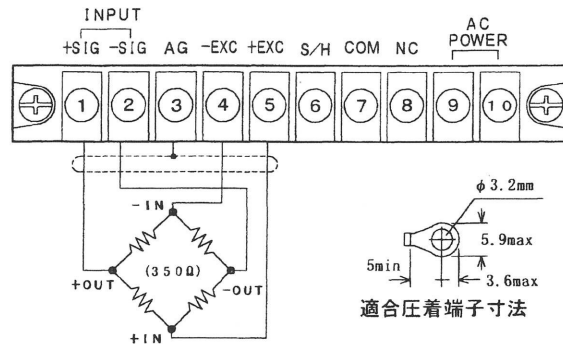 INPUT
+SIG -SIG AG -EXC +EXC S/H COM NC AC POWER
1 2 3 4 5 6 7 8 9 10
-IN
+OUT (350Ω) -OUT
+IN
φ3.2mm
5.9max
5min
3.6max
適合圧着端子寸法